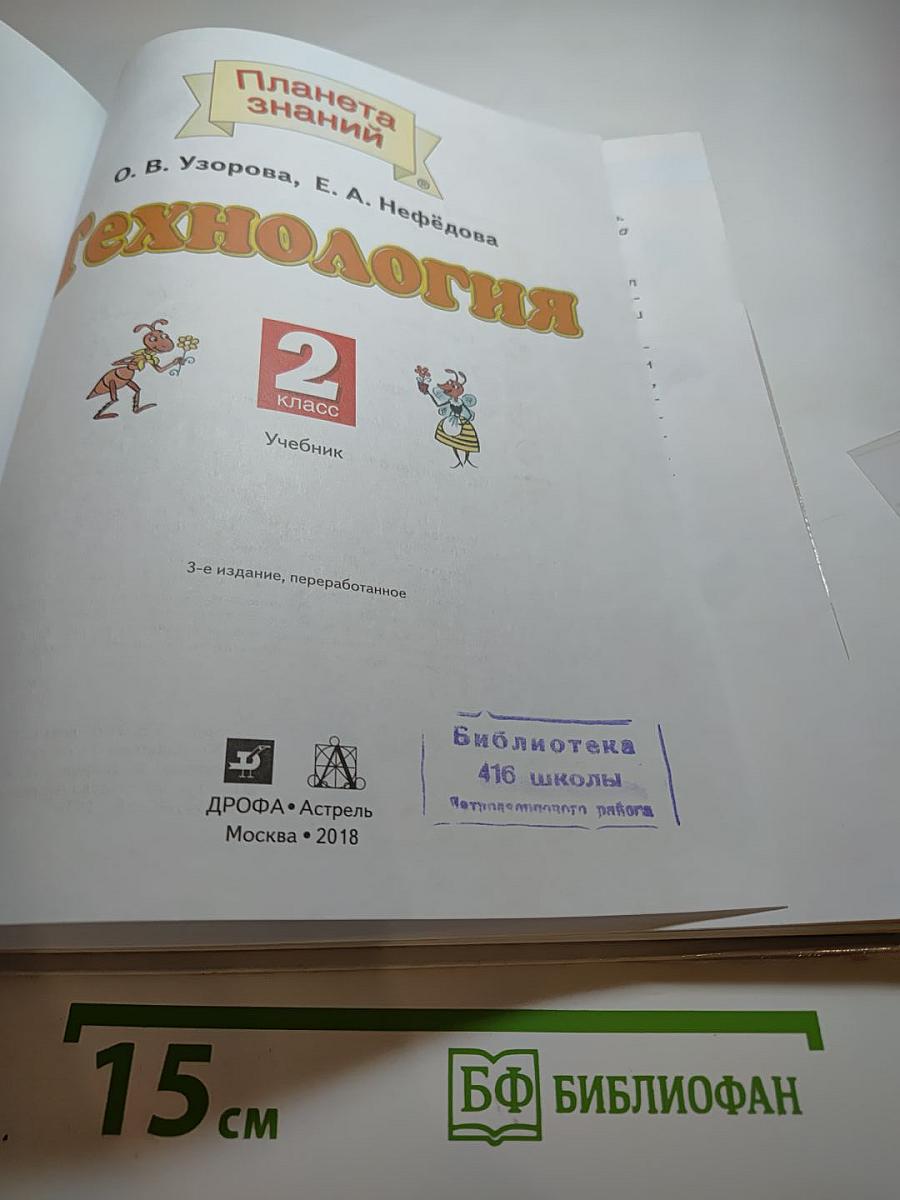 Планета
знаний
®
О. В. Узорова, Е. А. Нефёдова
Технология
2
класс
Учебник
3-е издание, переработанное
ДРОФА • Астрель
Москва • 2018
Библиотека
416 школы
района
15 см
БФ БИБЛИОФАН